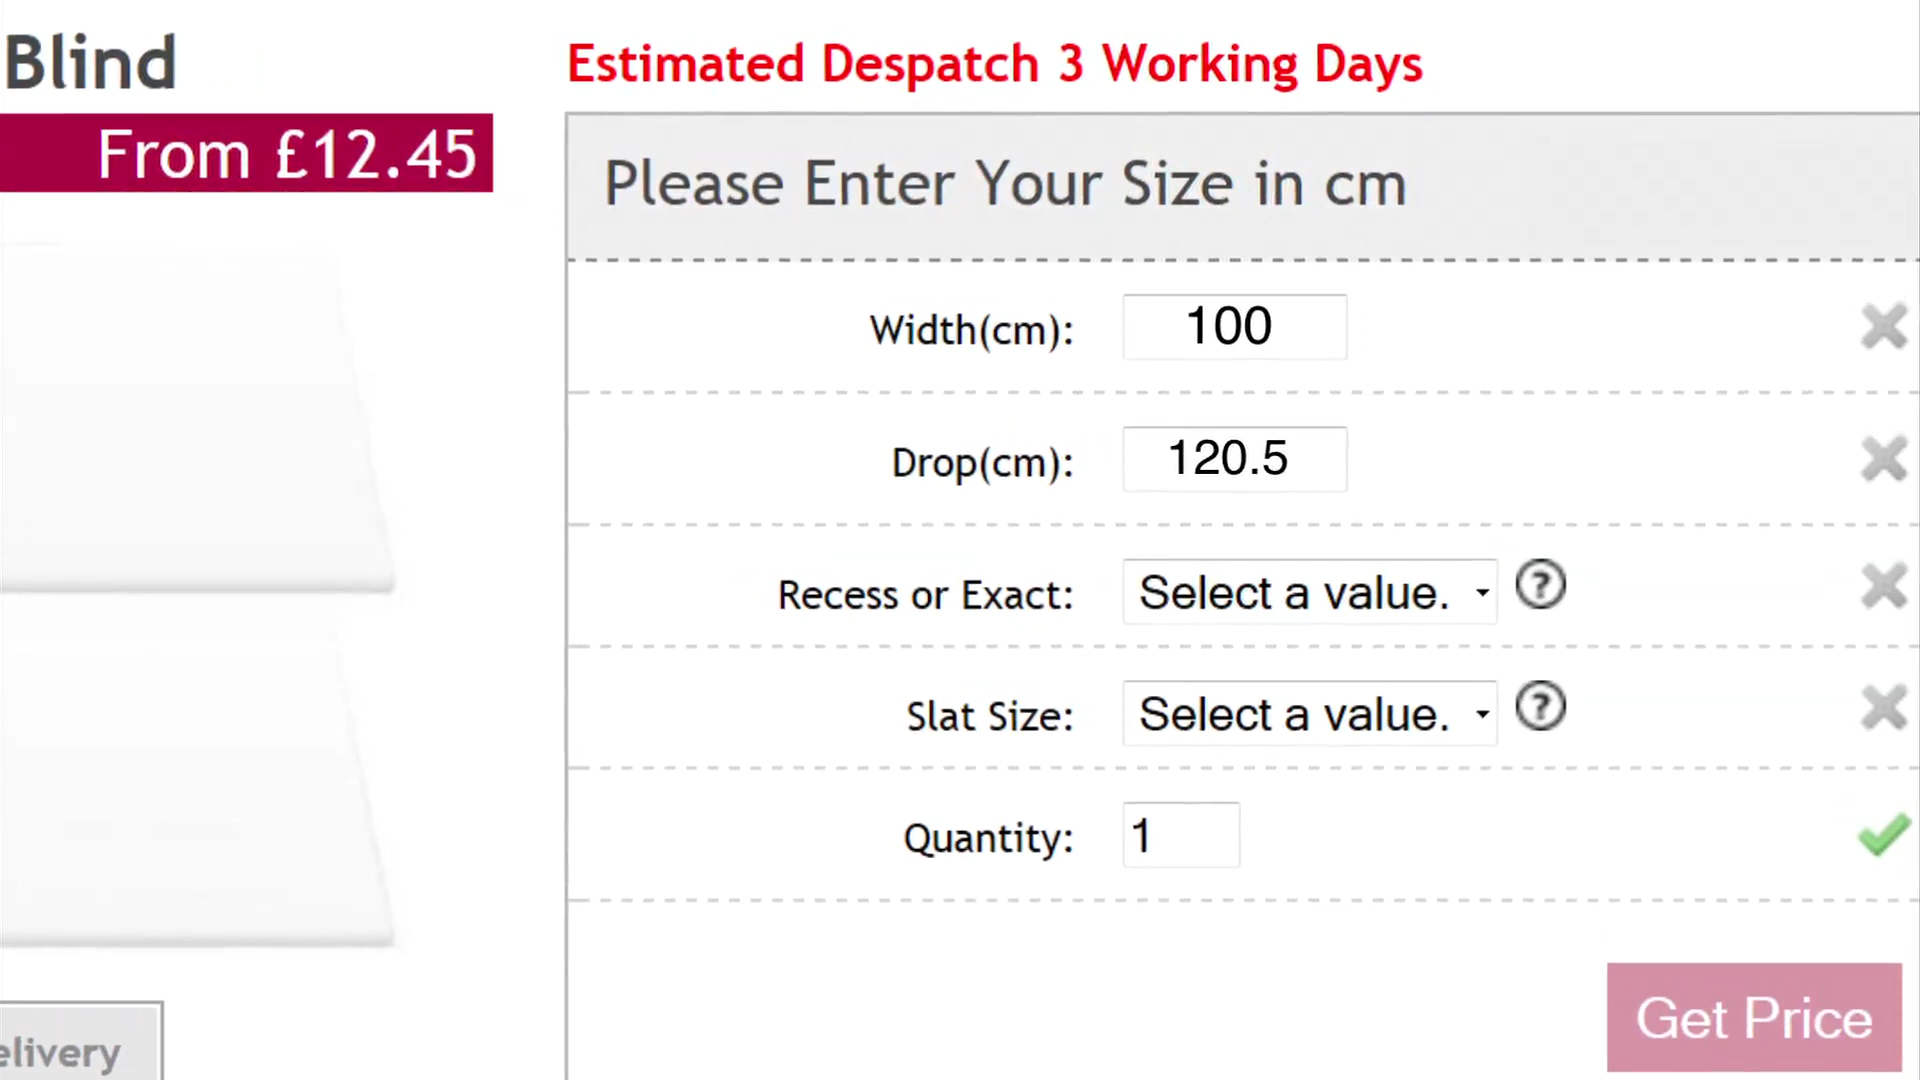 Blind
From £12.45
Estimated Despatch 3 Working Days
Please Enter Your Size in cm
Width(cm): 100
Drop(cm): 120.5
Recess or Exact: Select a value. ?
Slat Size: Select a value. ?
Quantity: 1
Get Price
elivery